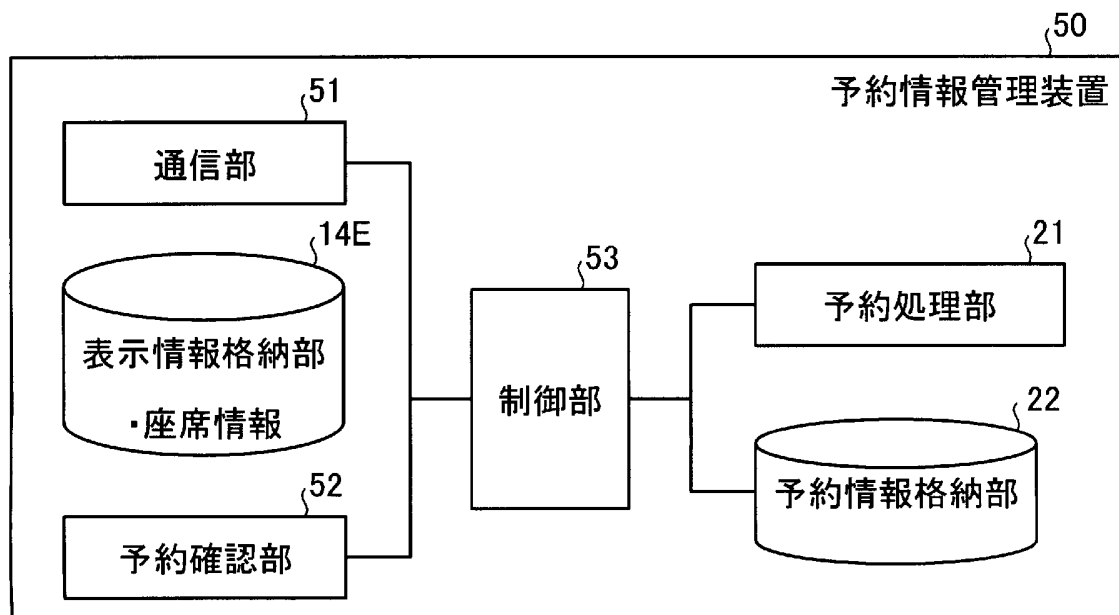 50
予約情報管理装置
51
通信部
14E
表示情報格納部
・座席情報
52
予約確認部
53
制御部
21
予約処理部
22
予約情報格納部